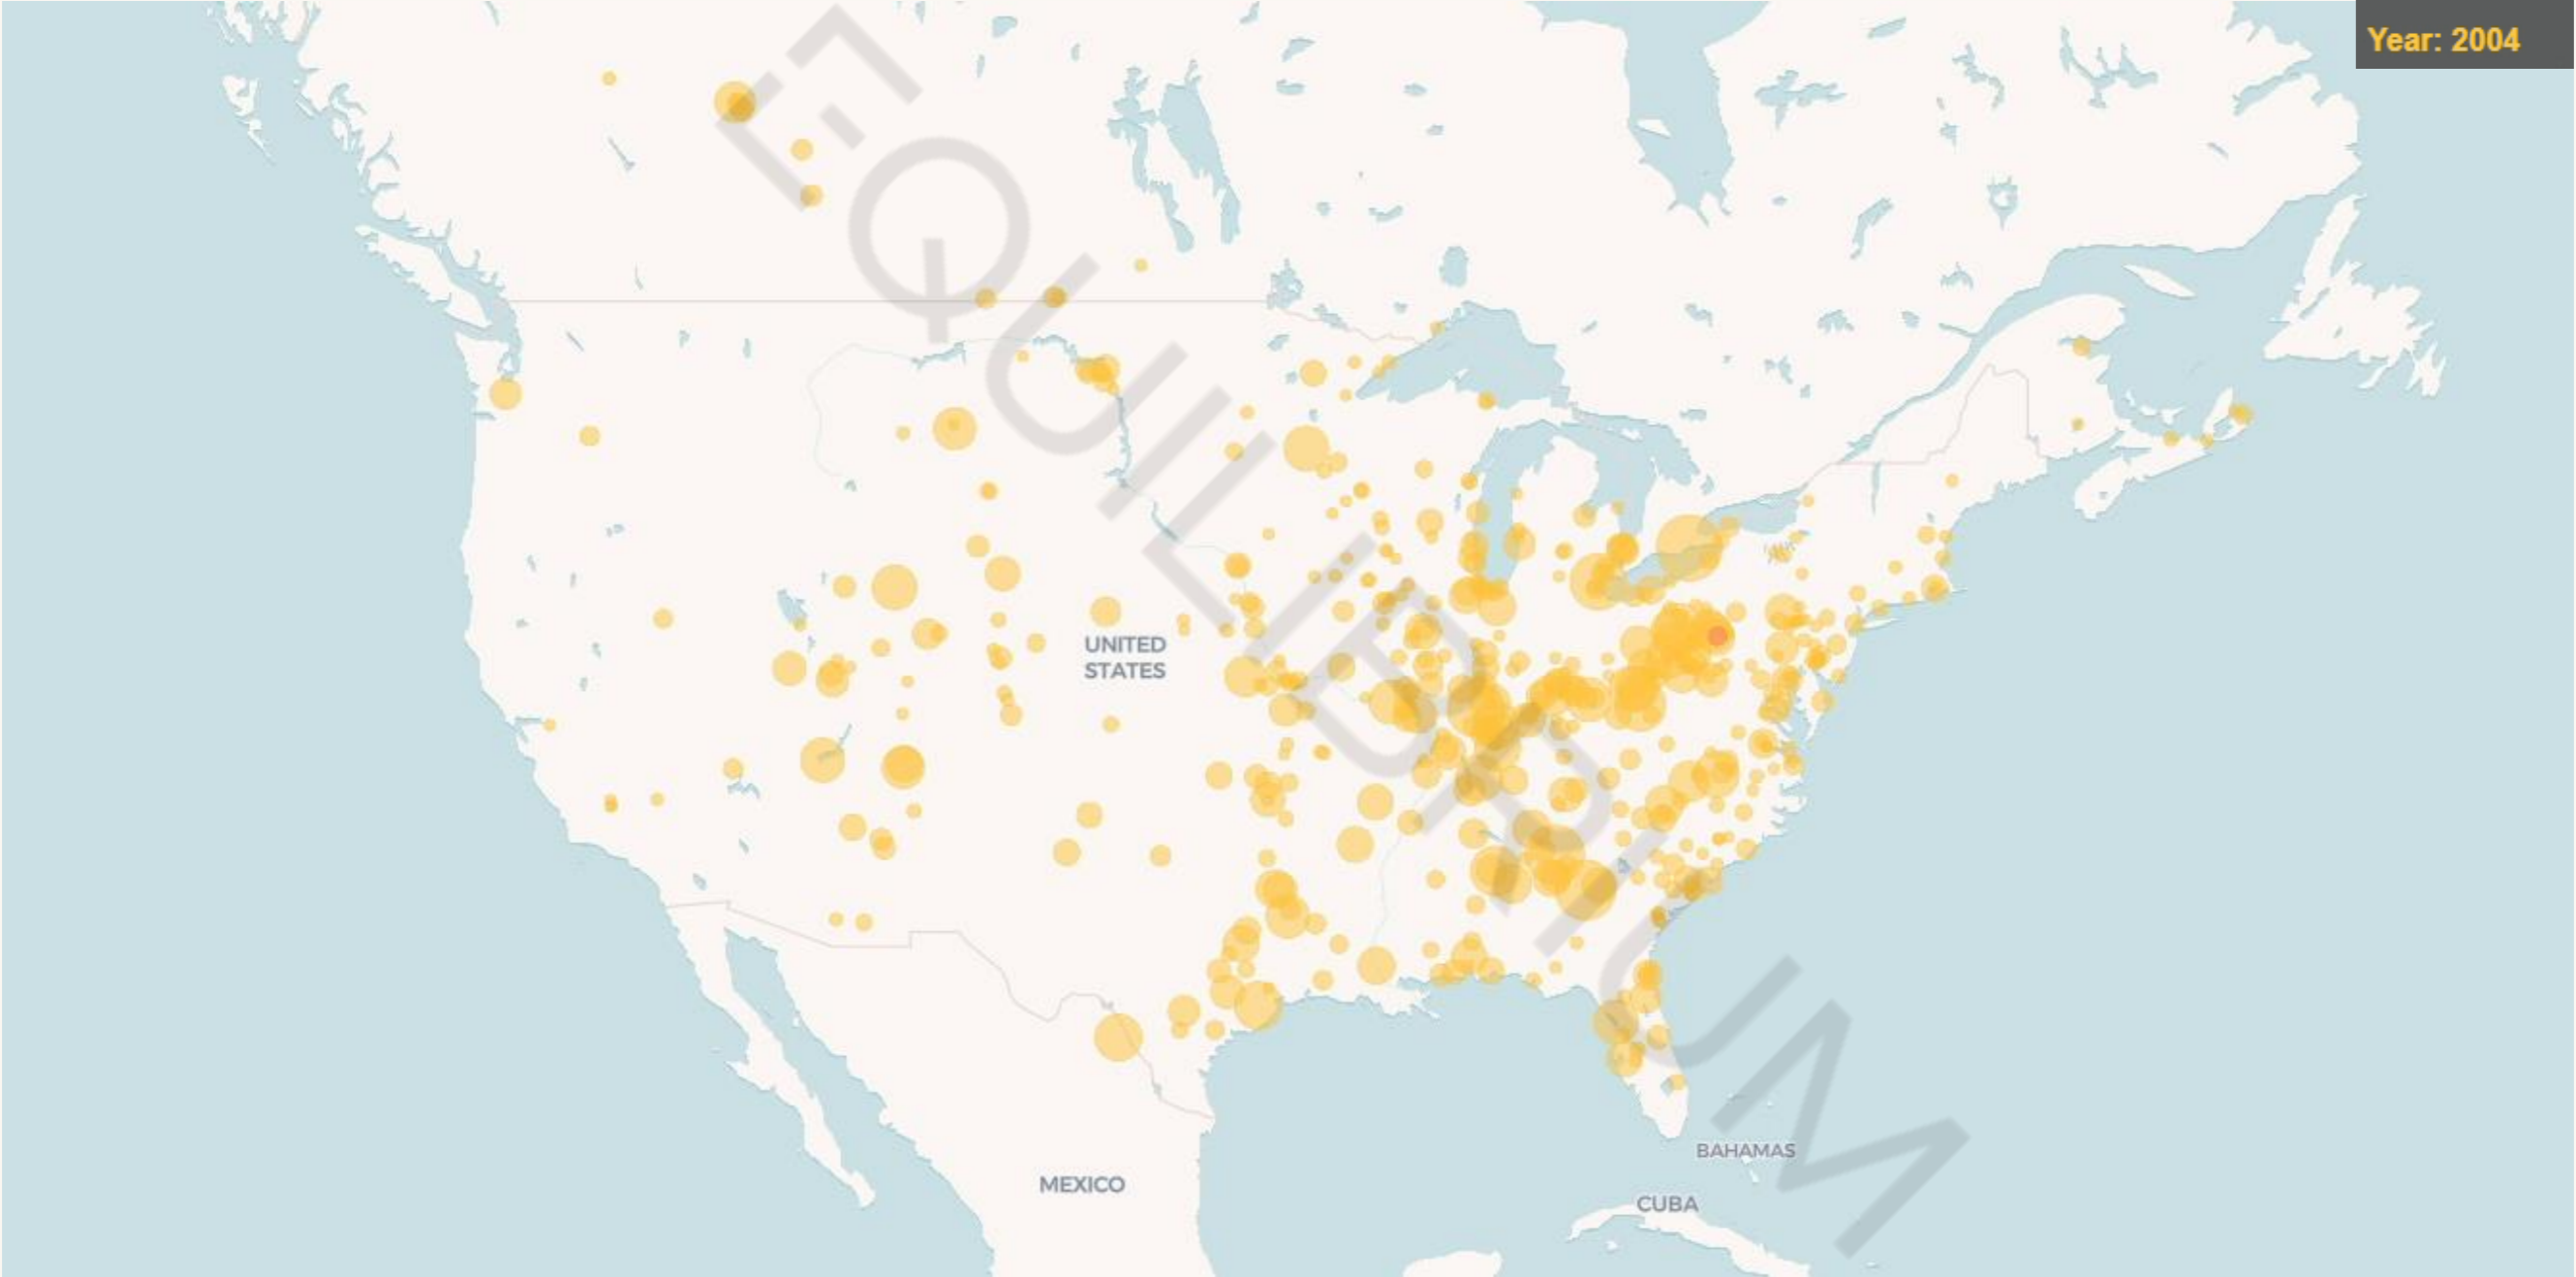 Year: 2004
EQUILIBRIUM
UNITED
STATES
BAHAMAS
MEXICO
CUBA